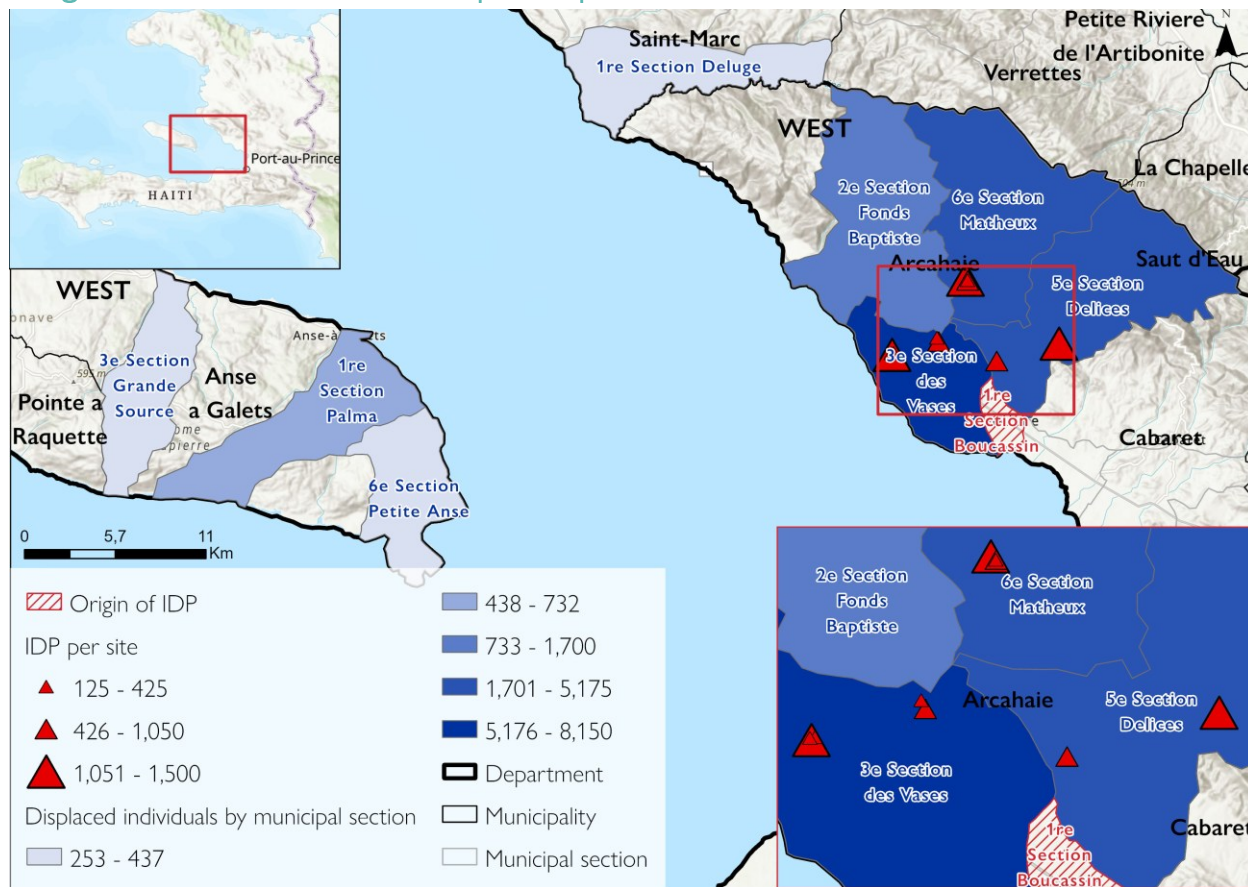 Saint-Marc
1re Section Deluge
Petite Riviere
de l'Artibonite
N
Verrettes
WEST
La Chapelle
Port-au-Prince
HAITI
2e Section
Fonds
Baptiste
6e Section
Matheux
Arcahaie
Saut d'Eau
5e Section
Delices
3e Section
des
Vases
1re
Section
Boucassin
Cabaret
WEST
Anse-à
3e Section
Grande
Source
595 m
Pointe a
Raquette
Anse
a Galets
1re
Section
Palma
6e Section
Petite Anse
0 5,7 11
Km
Origin of IDP
IDP per site
125 - 425
426 - 1,050
1,051 - 1,500
Displaced individuals by municipal section
253 - 437
438 - 732
733 - 1,700
1,701 - 5,175
5,176 - 8,150
Department
Municipality
Municipal section
2e Section
Fonds
Baptiste
6e Section
Matheux
Arcahaie
5e Section
Delices
3e Section
des Vases
Cabaret
1re
Section
Boucassin